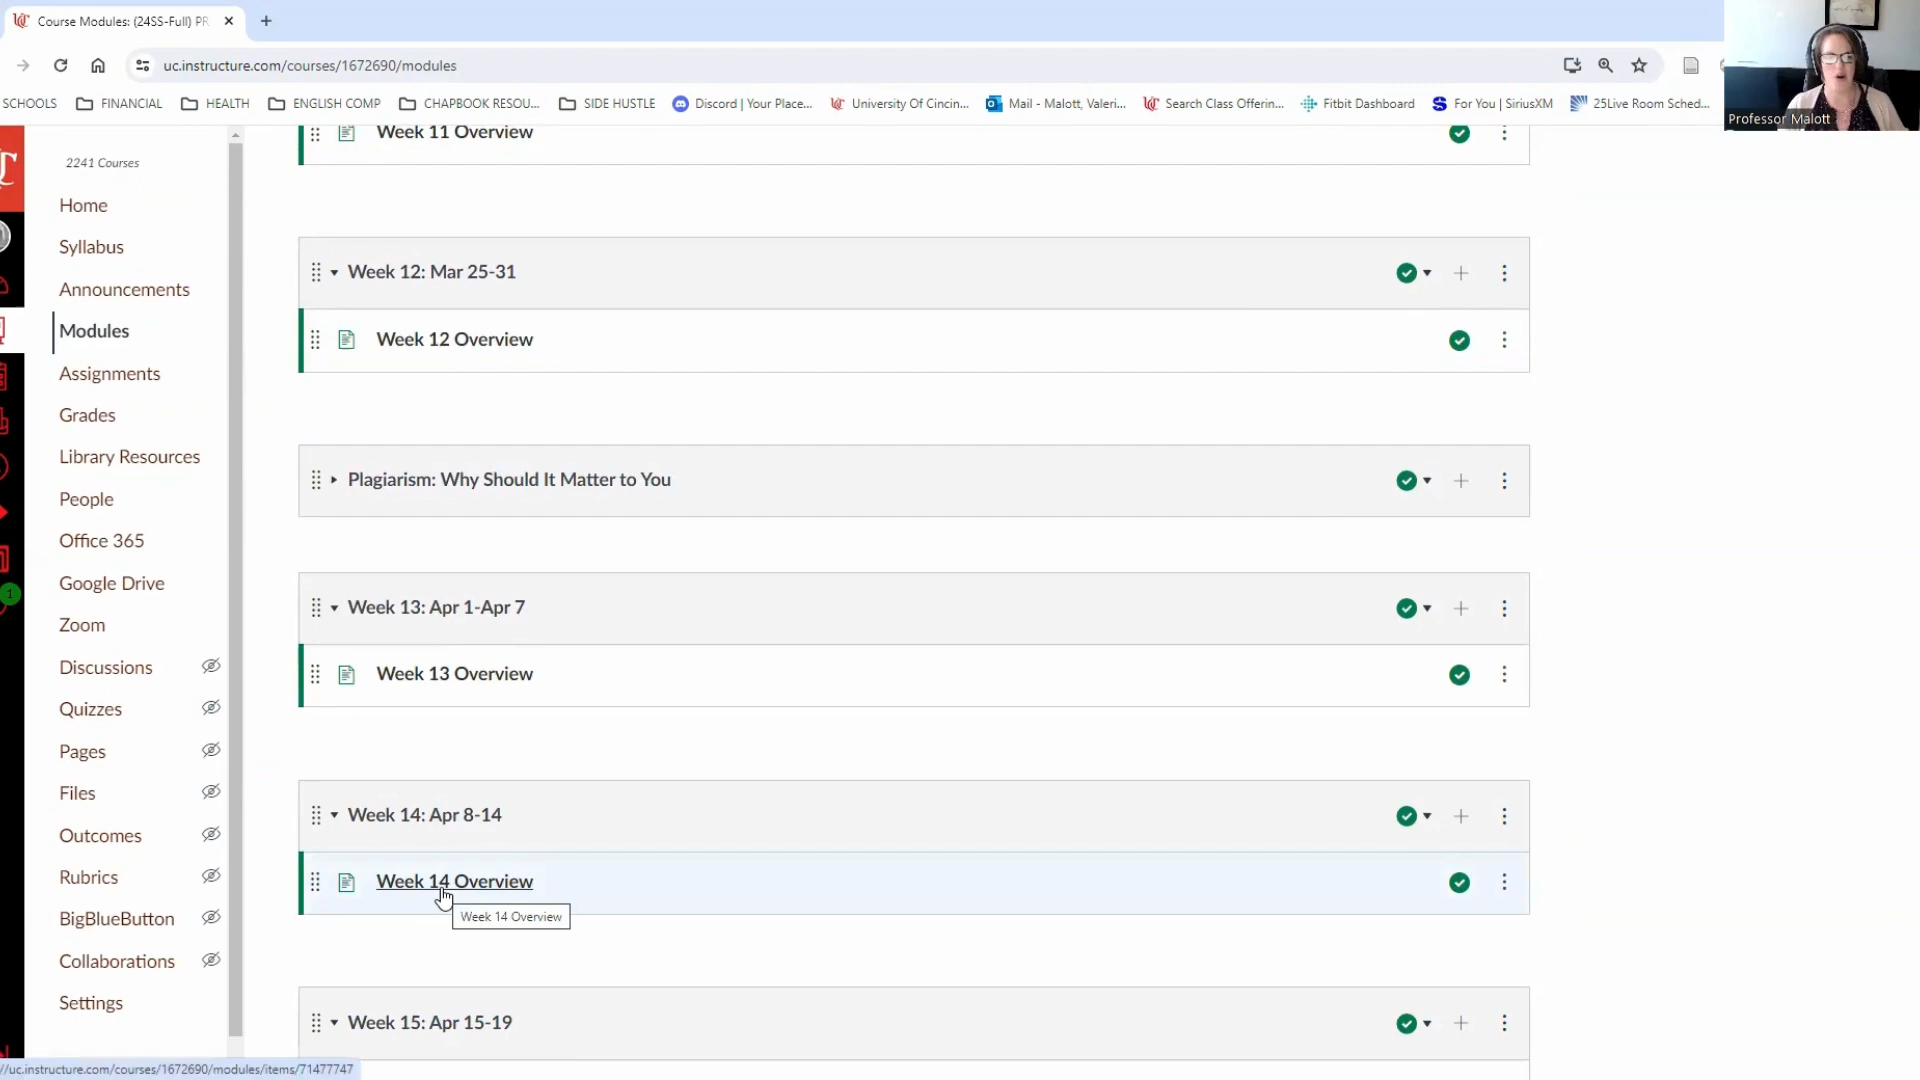 Course Modules: (24SS-Full) PR
uc.instructure.com/courses/1672690/modules
SCHOOLS
FINANCIAL
HEALTH
ENGLISH COMP
CHAPBOOK RESOU...
SIDE HUSTLE
Discord | Your Place...
University Of Cincin...
Mail - Malott, Valeri...
Search Class Offerin...
Fitbit Dashboard
For You | SiriusXM
25Live Room Sched...
Professor Malott
2241 Courses
Home
Syllabus
Announcements
Modules
Assignments
Grades
Library Resources
People
Office 365
Google Drive
Zoom
Discussions
Quizzes
Pages
Files
Outcomes
Rubrics
BigBlueButton
Collaborations
Settings
1
Week 11 Overview
Week 12: Mar 25-31
Week 12 Overview
Plagiarism: Why Should It Matter to You
Week 13: Apr 1-Apr 7
Week 13 Overview
Week 14: Apr 8-14
Week 14 Overview
Week 14 Overview
Week 15: Apr 15-19
//uc.instructure.com/courses/1672690/modules/items/71477747